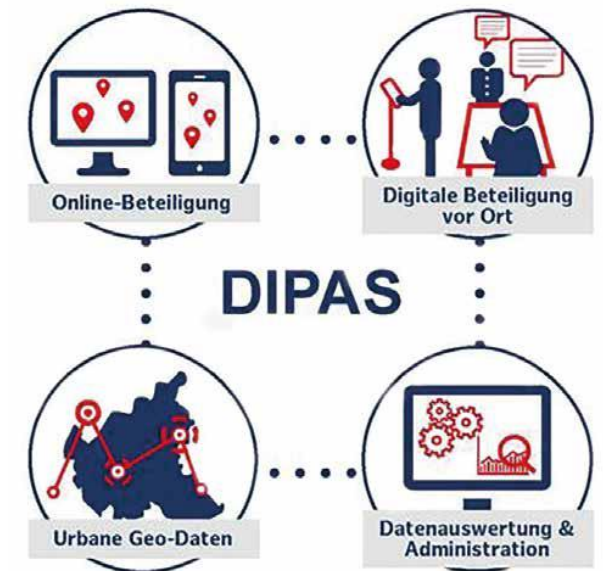 Online-Beteiligung
Digitale Beteiligung
vor Ort
DIPAS
Urbane Geo-Daten
Datenauswertung &
Administration